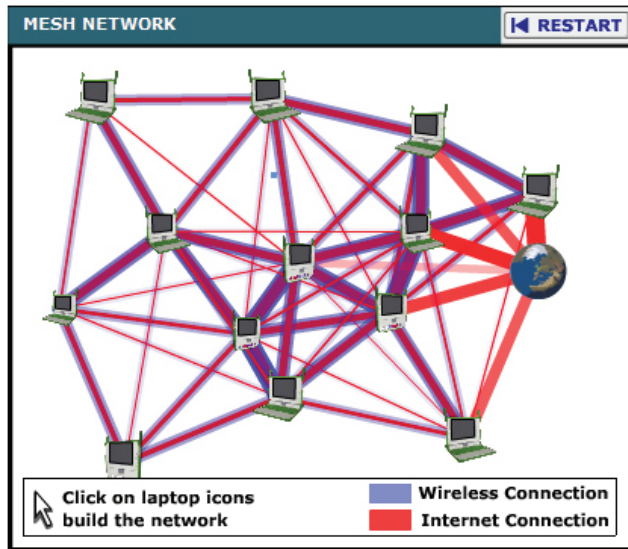 MESH NETWORK
RESTART
Click on laptop icons
build the network
Wireless Connection
Internet Connection